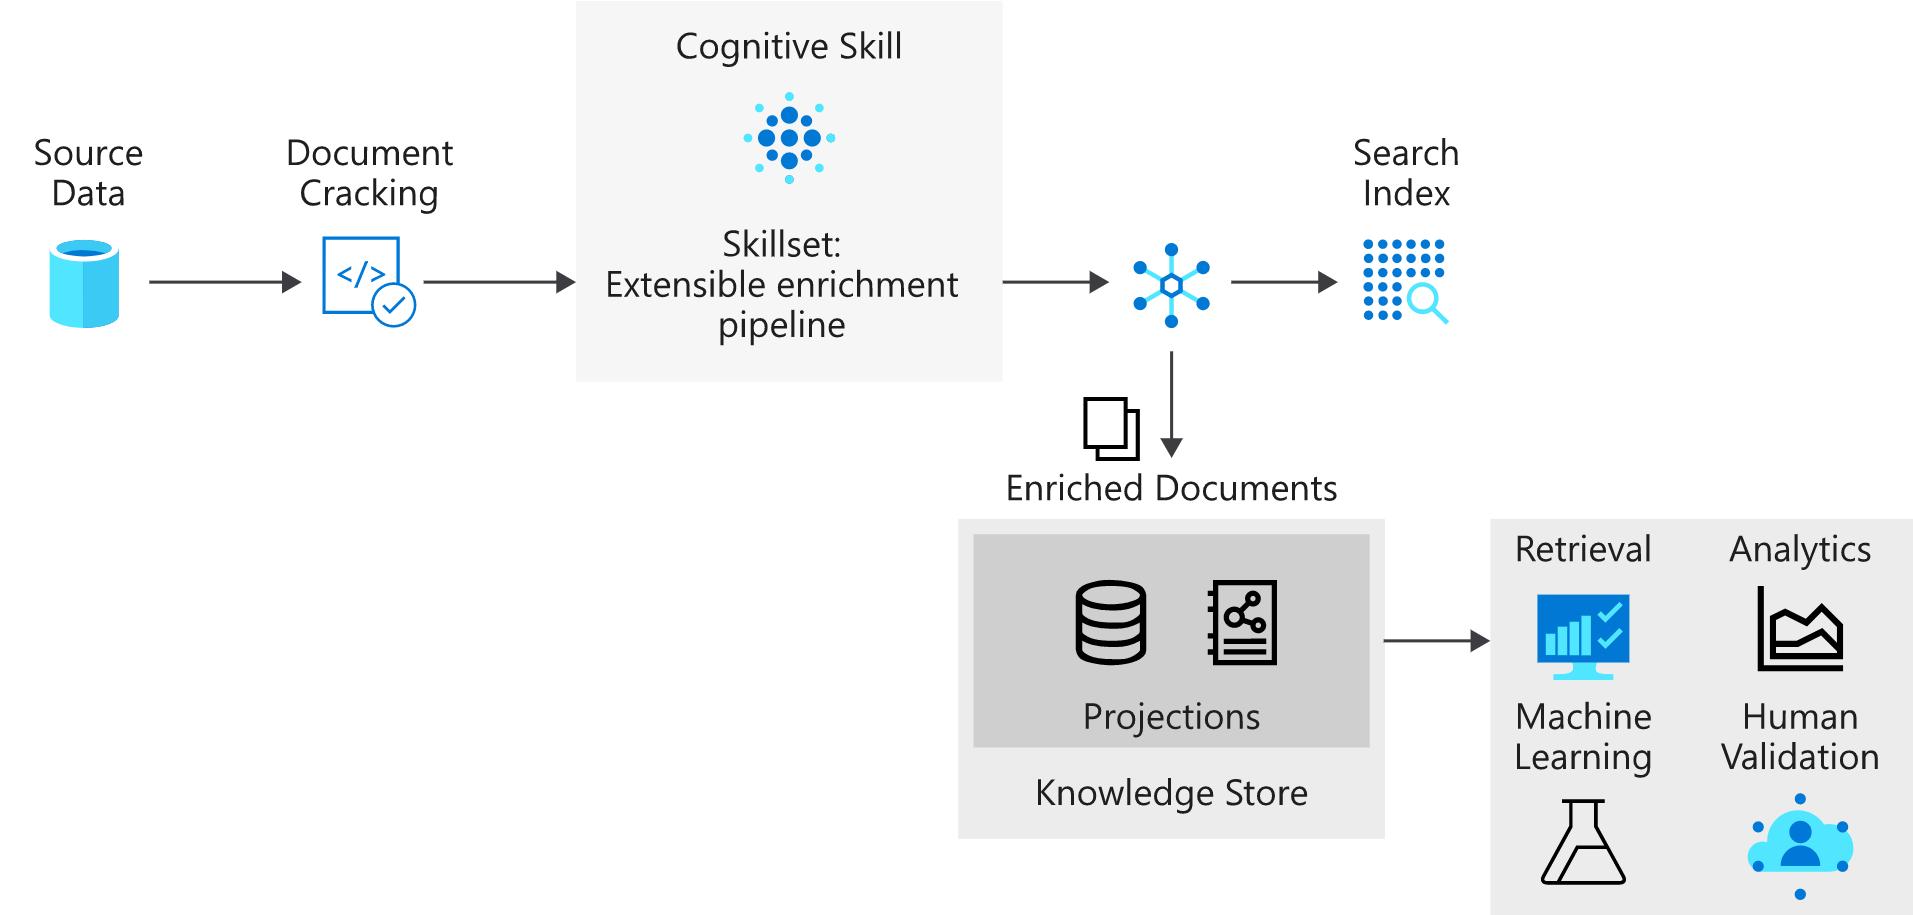 Cognitive Skill
Source
Data
Document
Cracking
</>
Skillset:
Extensible enrichment
pipeline
Search
Index
Enriched Documents
Projections
Knowledge Store
Retrieval
Analytics
Machine
Learning
Human
Validation